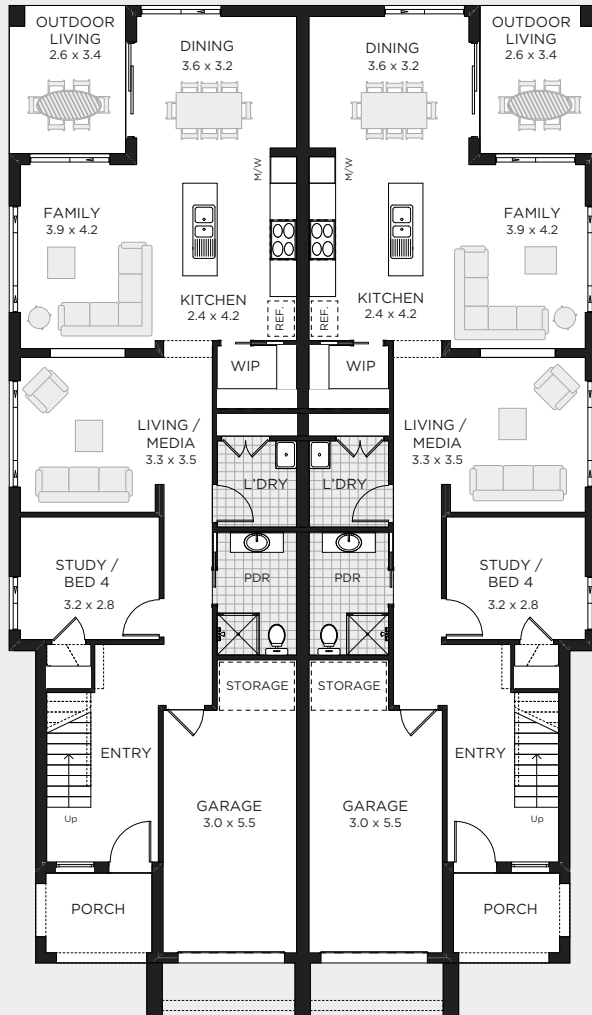 OUTDOOR
LIVING
2.6 x 3.4
DINING
3.6 x 3.2
DINING
3.6 x 3.2
OUTDOOR
LIVING
2.6 x 3.4
M/W
M/W
FAMILY
3.9 x 4.2
FAMILY
3.9 x 4.2
KITCHEN
2.4 x 4.2
REF.
REF.
KITCHEN
2.4 x 4.2
WIP
WIP
LIVING /
MEDIA
3.3 x 3.5
LIVING /
MEDIA
3.3 x 3.5
L'DRY
L'DRY
STUDY /
BED 4
3.2 x 2.8
PDR
PDR
STUDY /
BED 4
3.2 x 2.8
STORAGE
STORAGE
ENTRY
ENTRY
GARAGE
3.0 x 5.5
GARAGE
3.0 x 5.5
Up
Up
PORCH
PORCH